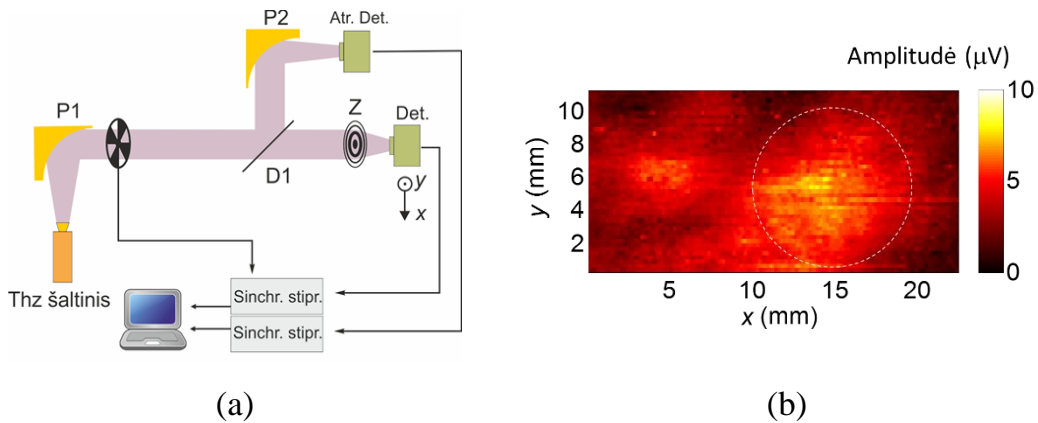 P2
Atr. Det.
P1
Z
Det.
D1
y
x
Thz šaltinis
Sinchr. stipr.
Sinchr. stipr.
(a)
Amplitudė (μV)
10
8
6
4
2
y (mm)
5
10
15
20
x (mm)
10
5
0
(b)